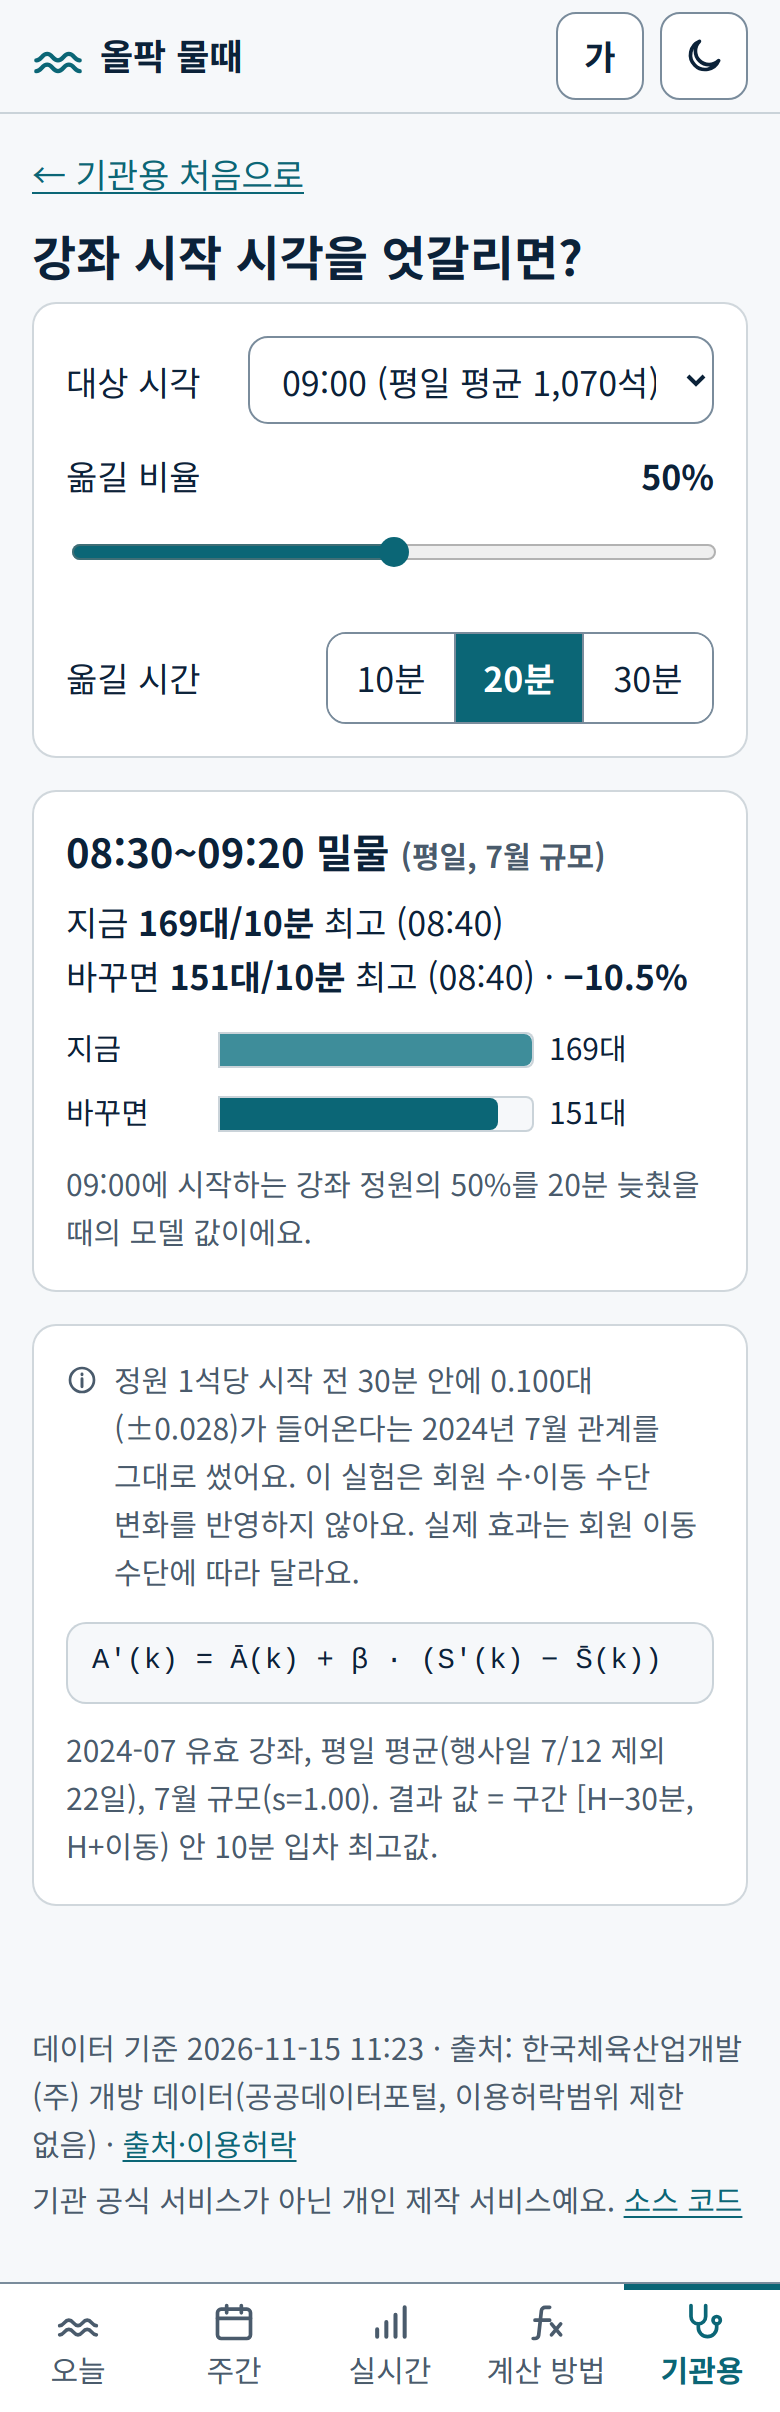 올팍 물때
가
← 기관용 처음으로
강좌 시작 시각을 엇갈리면?
대상 시각
09:00 (평일 평균 1,070석)
옮길 비율
50%
옮길 시간
10분
20분
30분
08:30~09:20 밀물 (평일, 7월 규모)
지금 169대/10분 최고 (08:40)
바꾸면 151대/10분 최고 (08:40) · −10.5%
지금
169대
바꾸면
151대
09:00에 시작하는 강좌 정원의 50%를 20분 늦췄을
때의 모델 값이에요.
정원 1석당 시작 전 30분 안에 0.100대
(±0.028)가 들어온다는 2024년 7월 관계를
그대로 썼어요. 이 실험은 회원 수·이동 수단
변화를 반영하지 않아요. 실제 효과는 회원 이동
수단에 따라 달라요.
A'(k) = Ā(k) + β · (S'(k) − S̄(k))
2024-07 유효 강좌, 평일 평균(행사일 7/12 제외
22일), 7월 규모(s=1.00). 결과 값 = 구간 [H−30분,
H+이동) 안 10분 입차 최고값.
데이터 기준 2026-11-15 11:23 · 출처: 한국체육산업개발
(주) 개방 데이터(공공데이터포털, 이용허락범위 제한
없음) · 출처·이용허락
기관 공식 서비스가 아닌 개인 제작 서비스예요. 소스 코드
오늘
주간
실시간
계산 방법
기관용